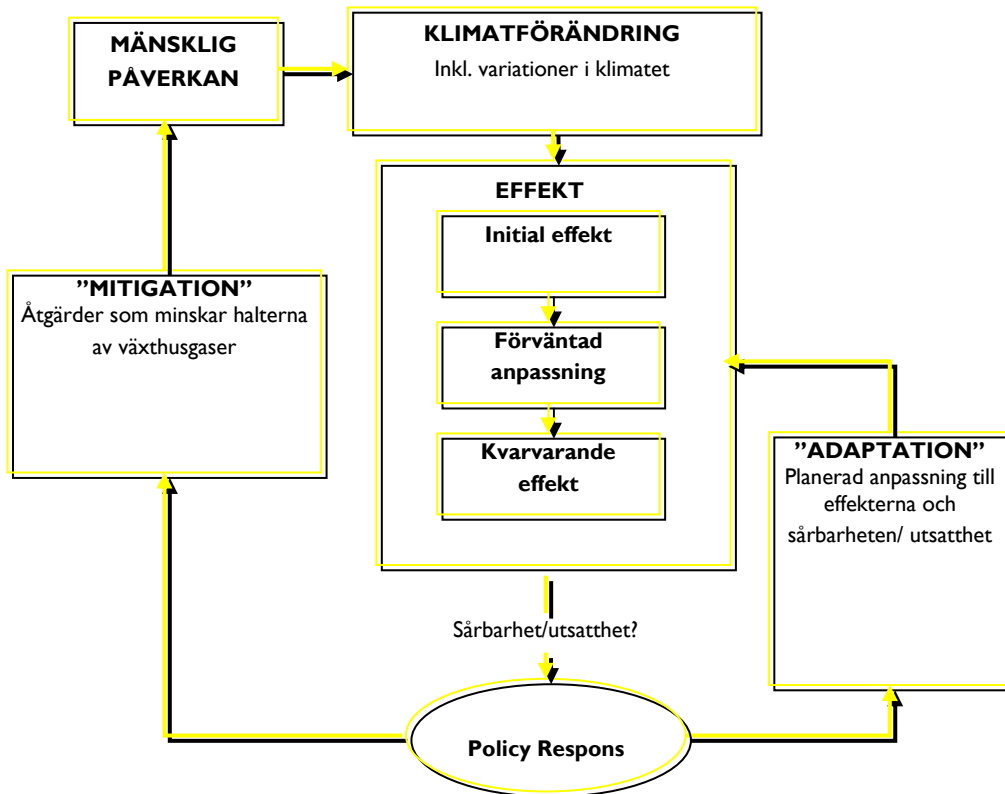 MÄNSKLIG
PÅVERKAN
KLIMATFÖRÄNDRING
Inkl. variationer i klimatet
EFFEKT
Initial effekt
Förväntad
anpassning
Kvarvarande
effekt
”MITIGATION”
Åtgärder som minskar halterna
av växthusgaser
”ADAPTATION”
Planerad anpassning till
effekterna och
sårbarheten/ utsatthet
Sårbarhet/utsatthet?
Policy Respons